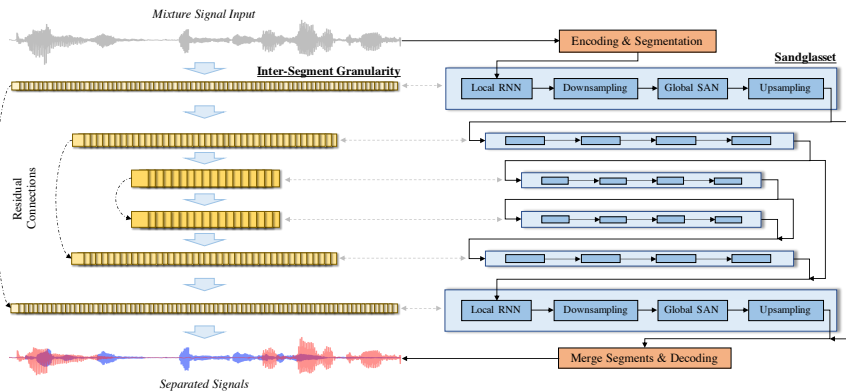 Mixture Signal Input
Encoding & Segmentation
Inter-Segment Granularity
Sandglasset
Local RNN
Downsampling
Global SAN
Upsampling
Residual
Connections
Local RNN
Downsampling
Global SAN
Upsampling
Merge Segments & Decoding
Separated Signals